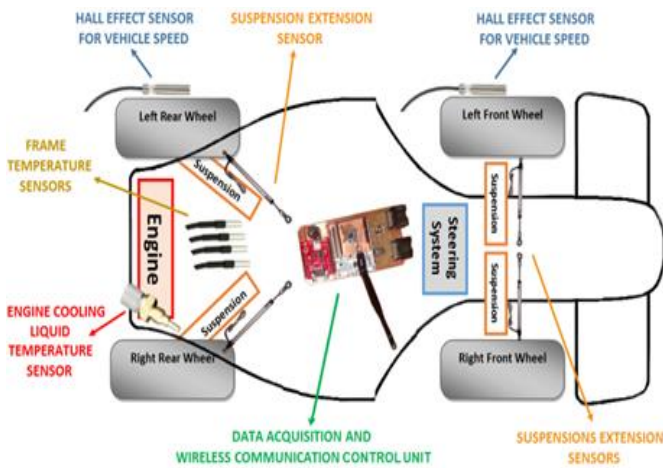 HALL EFFECT SENSOR
FOR VEHICLE SPEED
SUSPENSION EXTENSION
SENSOR
HALL EFFECT SENSOR
FOR VEHICLE SPEED
Left Rear Wheel
Left Front Wheel
FRAME
TEMPERATURE
SENSORS
Suspension
Suspension
Engine
Steering
System
Suspension
Suspension
ENGINE COOLING
LIQUID
TEMPERATURE
SENSOR
Right Rear Wheel
Right Front Wheel
DATA ACQUISITION AND
WIRELESS COMMUNICATION CONTROL UNIT
SUSPENSIONS EXTENSION
SENSORS